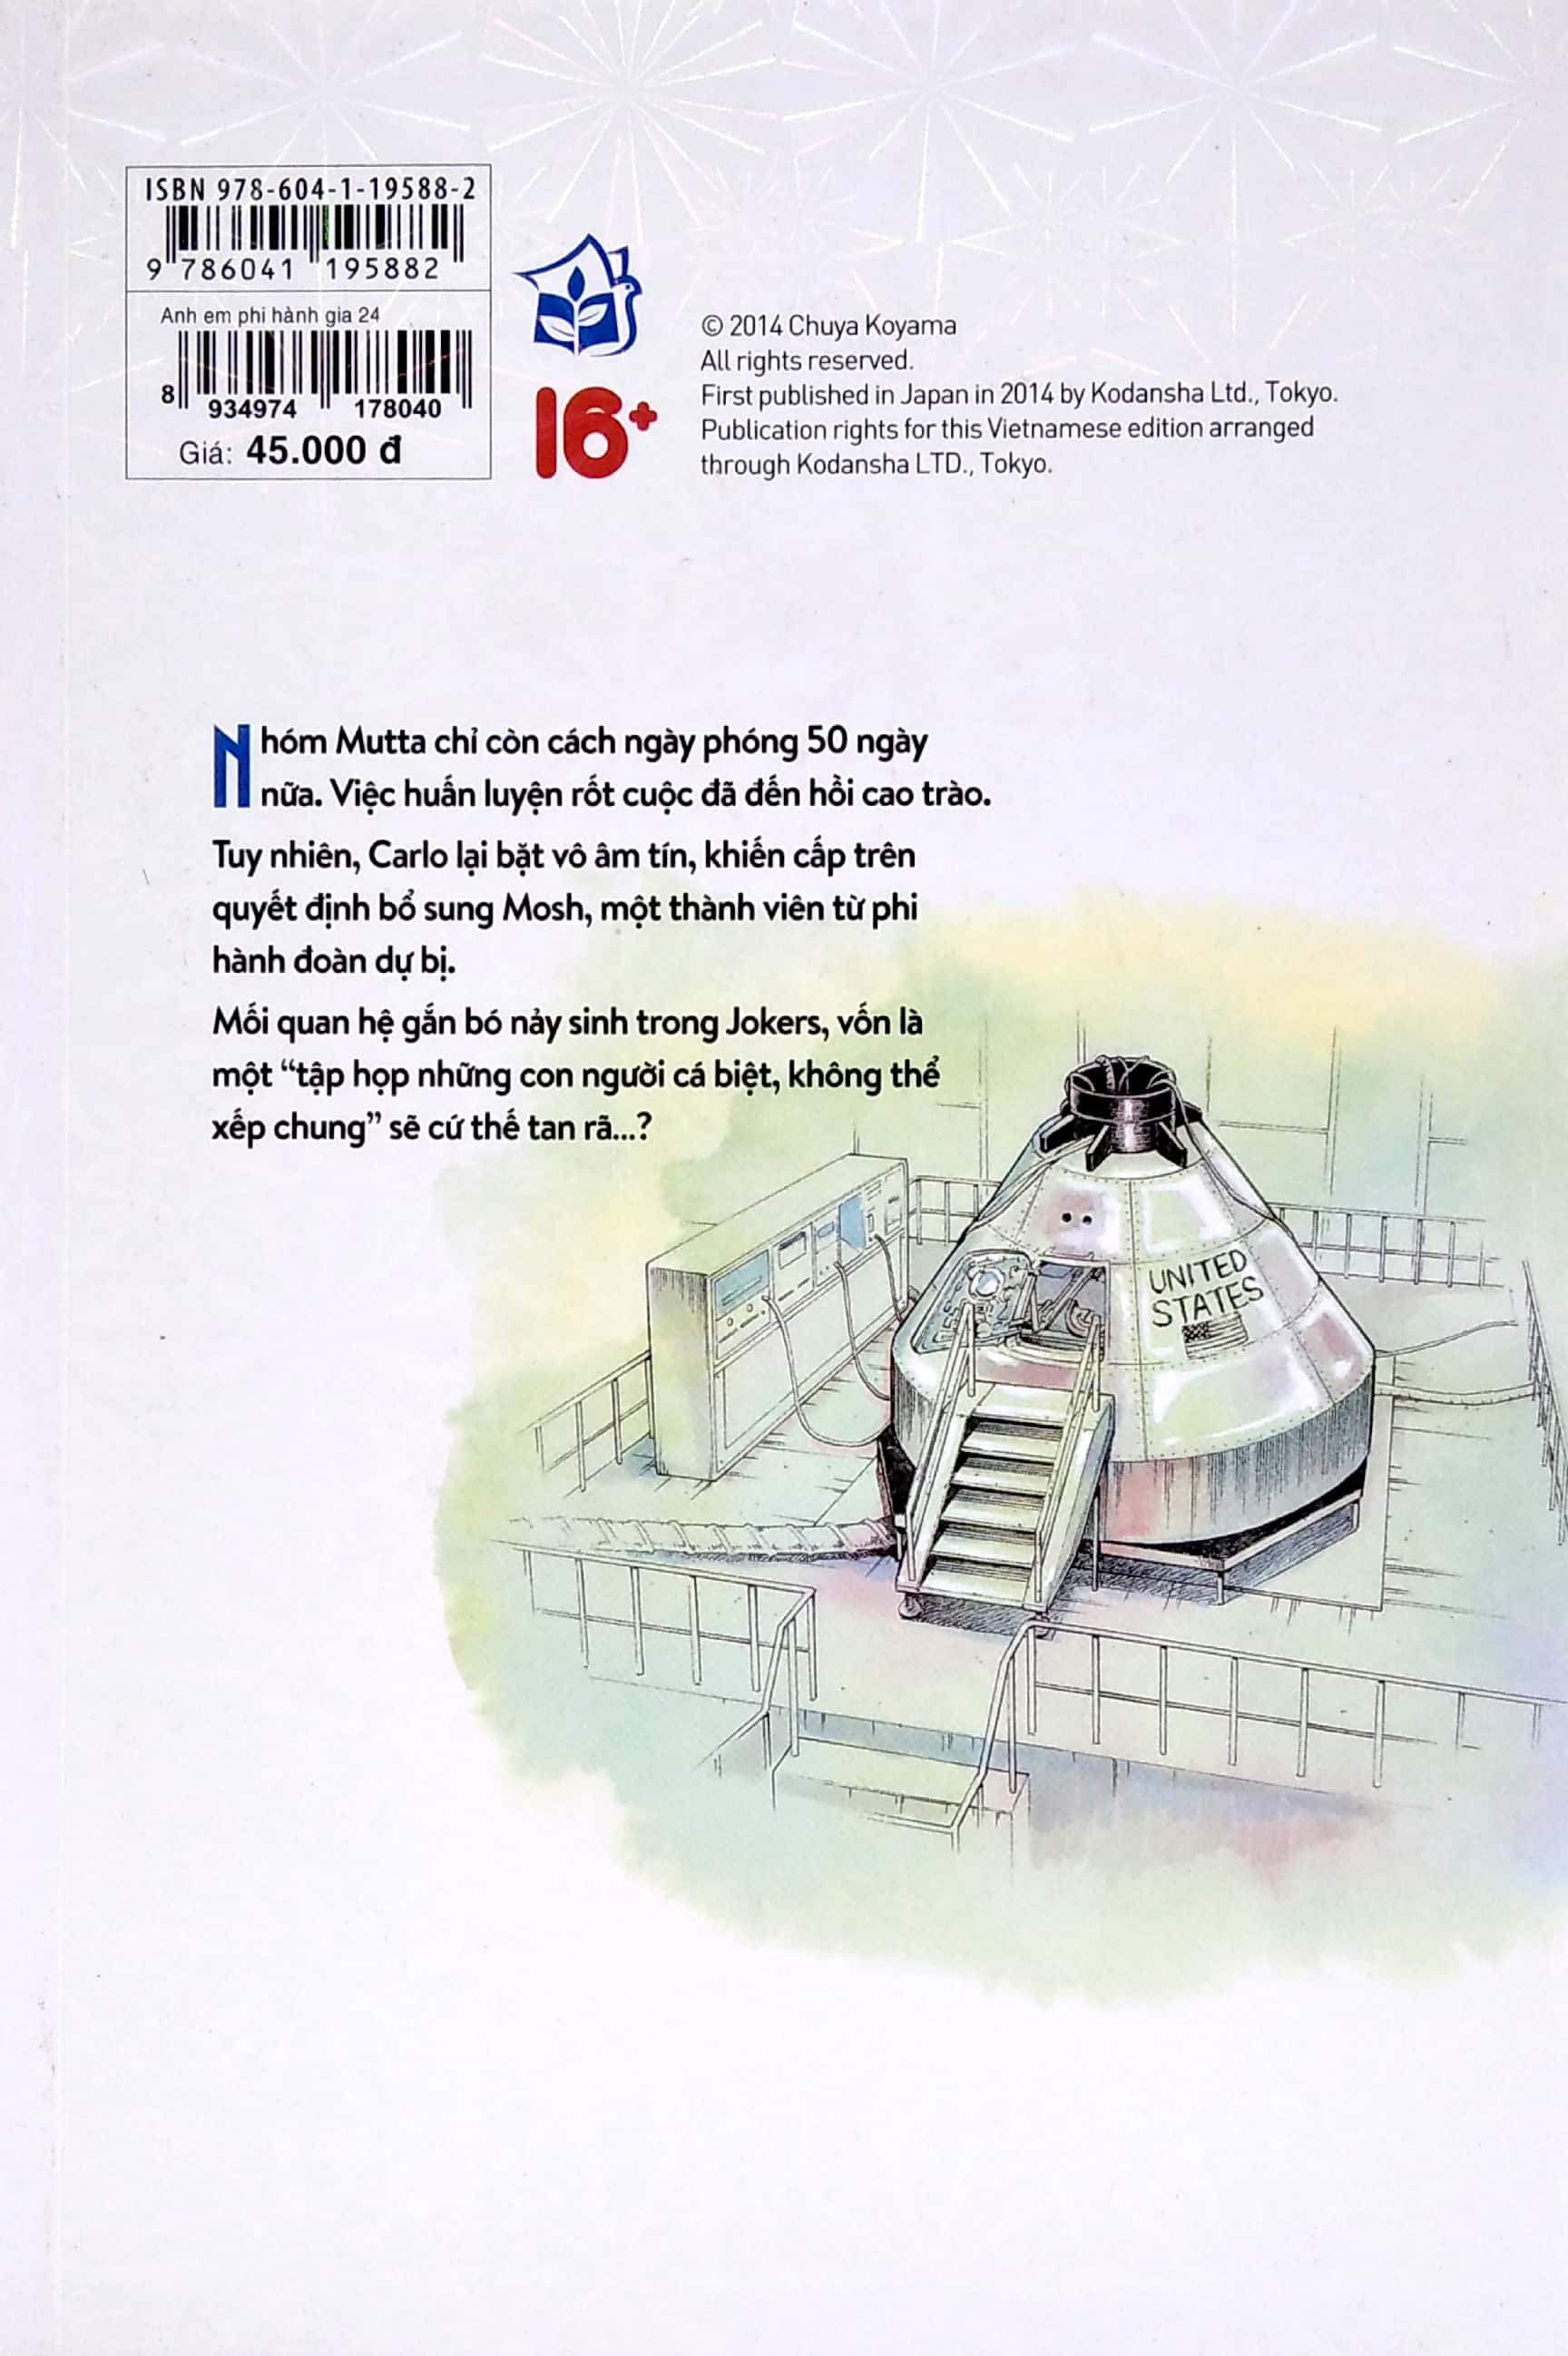 ISBN 978-604-1-19588-2
9 786041 195882
Anh em phi hành gia 24
8 934974 178040
Giá: 45.000 đ
16+
© 2014 Chuya Koyama
All rights reserved.
First published in Japan in 2014 by Kodansha Ltd., Tokyo.
Publication rights for this Vietnamese edition arranged
through Kodansha LTD., Tokyo.
Nhóm Mutta chỉ còn cách ngày phóng 50 ngày
nữa. Việc huấn luyện rốt cuộc đã đến hồi cao trào.
Tuy nhiên, Carlo lại bặt vô âm tín, khiến cấp trên
quyết định bổ sung Mosh, một thành viên từ phi
hành đoàn dự bị.
Mối quan hệ gắn bó nảy sinh trong Jokers, vốn là
một “tập họp những con người cá biệt, không thể
xếp chung” sẽ cứ thế tan rã...?
UNITED
STATES